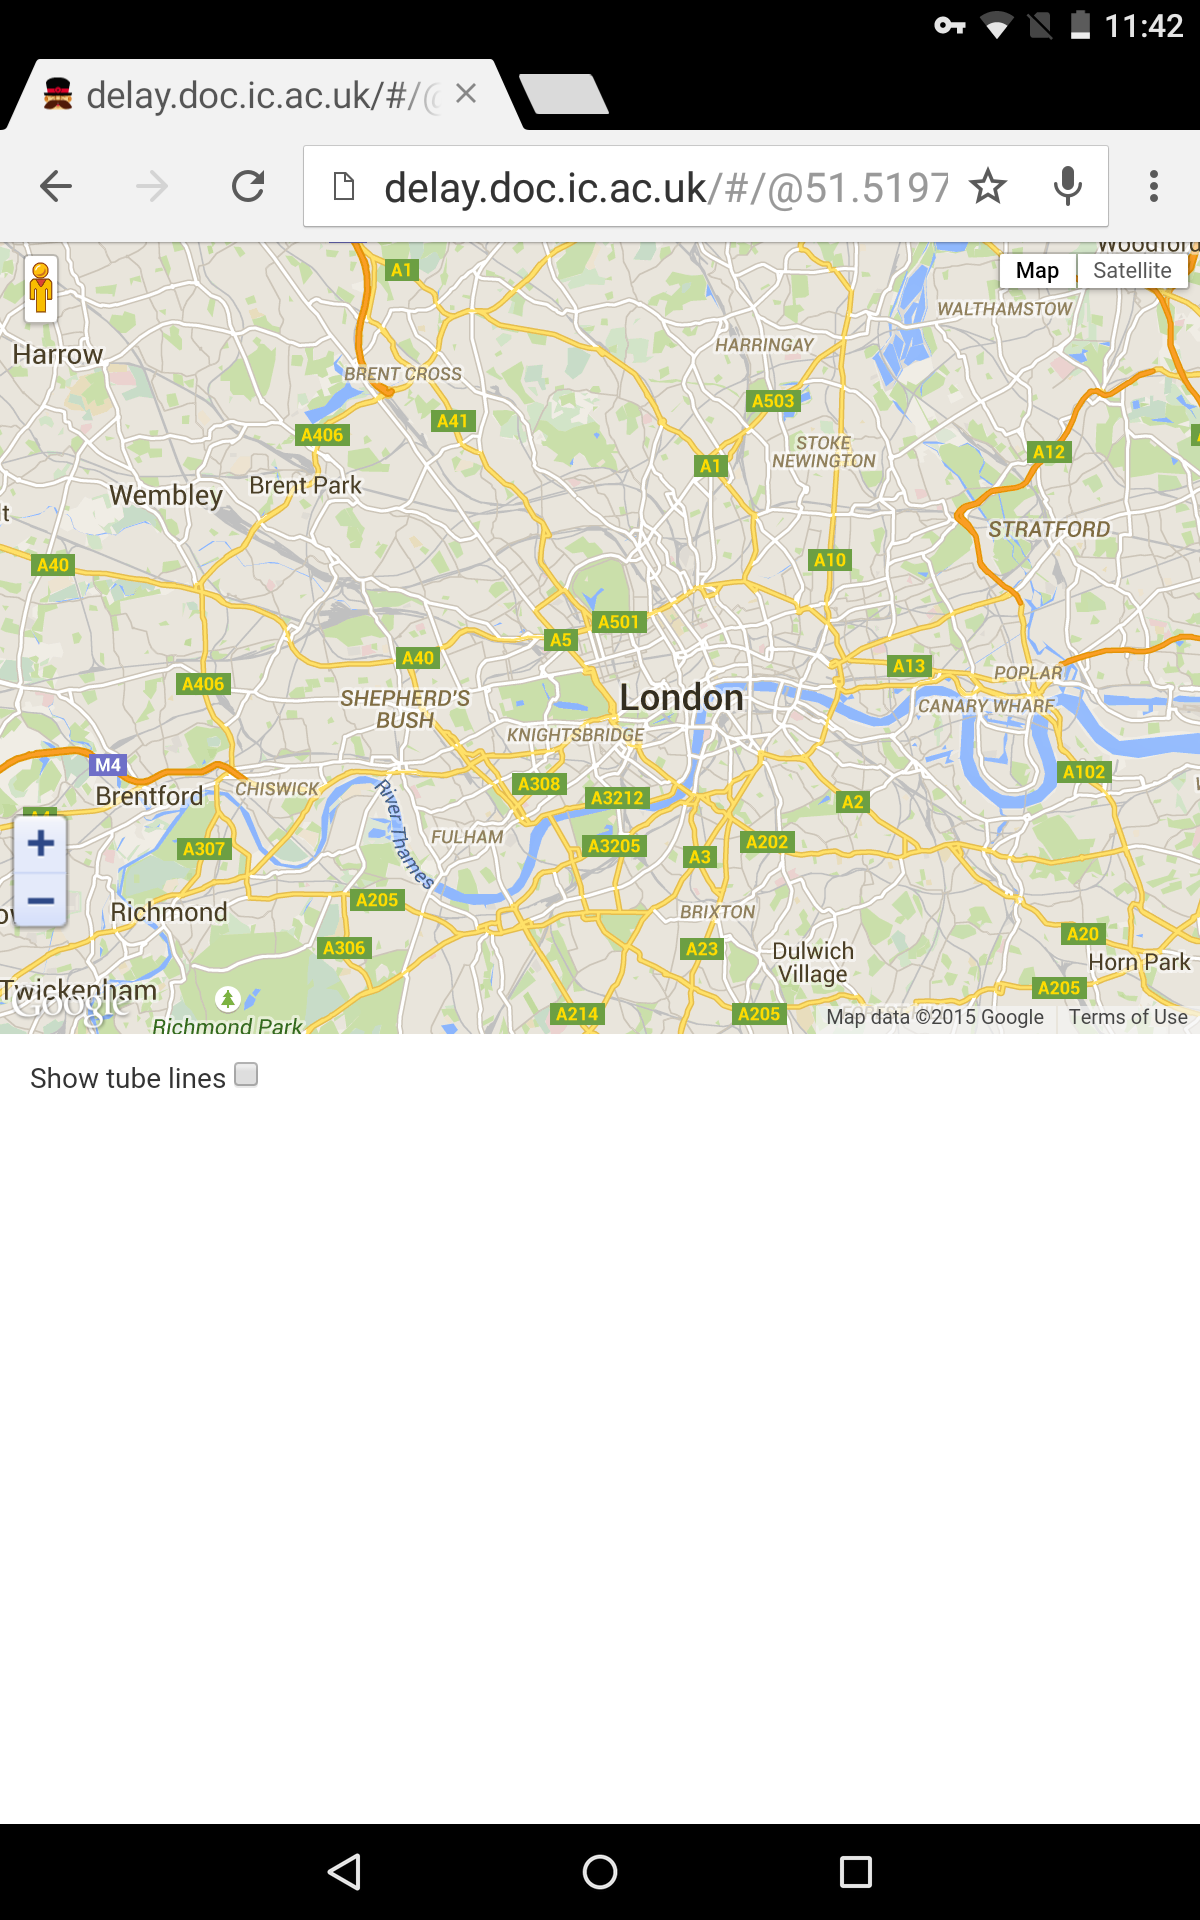 11:42
delay.doc.ic.ac.uk/#/
delay.doc.ic.ac.uk/#/@51.5197
Woodford
Map Satellite
A1
WALTHAMSTOW
Harrow
HARRINGAY
BRENT CROSS
A503
A41
A406
STOKE
NEWINGTON
A12
A1
Wembley
Brent Park
STRATFORD
A40
A10
A501
A5
A40
A13
POPLAR
A406
SHEPHERD'S
BUSH
London
CANARY WHARF
KNIGHTSBRIDGE
M4
A102
Brentford
CHISWICK
A308
A3212
A2
River Thames
FULHAM
A307
A3205
A3
A202
+
−
A205
Richmond
BRIXTON
A20
A306
A23
Dulwich
Village
Horn Park
Twickenham
Google
A205
Richmond Park
A214
A205
Map data ©2015 Google
Terms of Use
Show tube lines